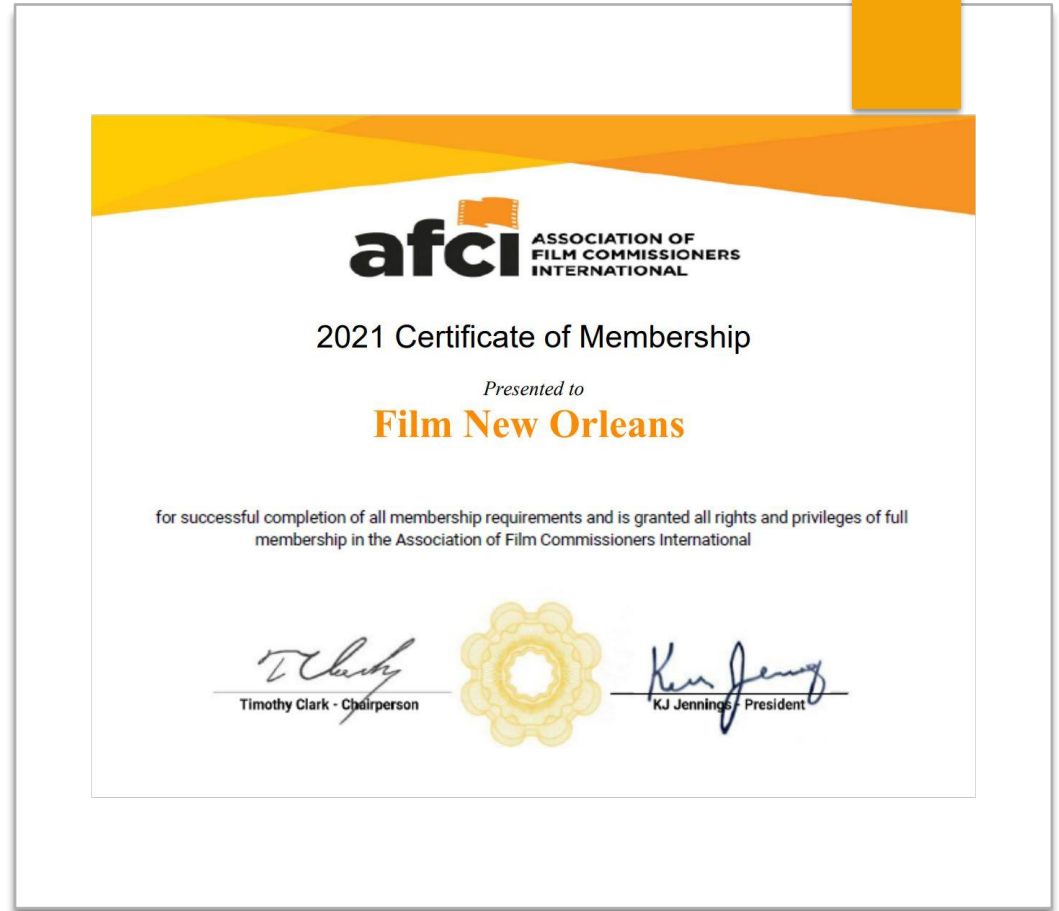 afci
ASSOCIATION OF
FILM COMMISSIONERS
INTERNATIONAL
2021 Certificate of Membership
Presented to
Film New Orleans
for successful completion of all membership requirements and is granted all rights and privileges of full
membership in the Association of Film Commissioners International
T Clark
Timothy Clark - Chairperson
KJ Jennings - President